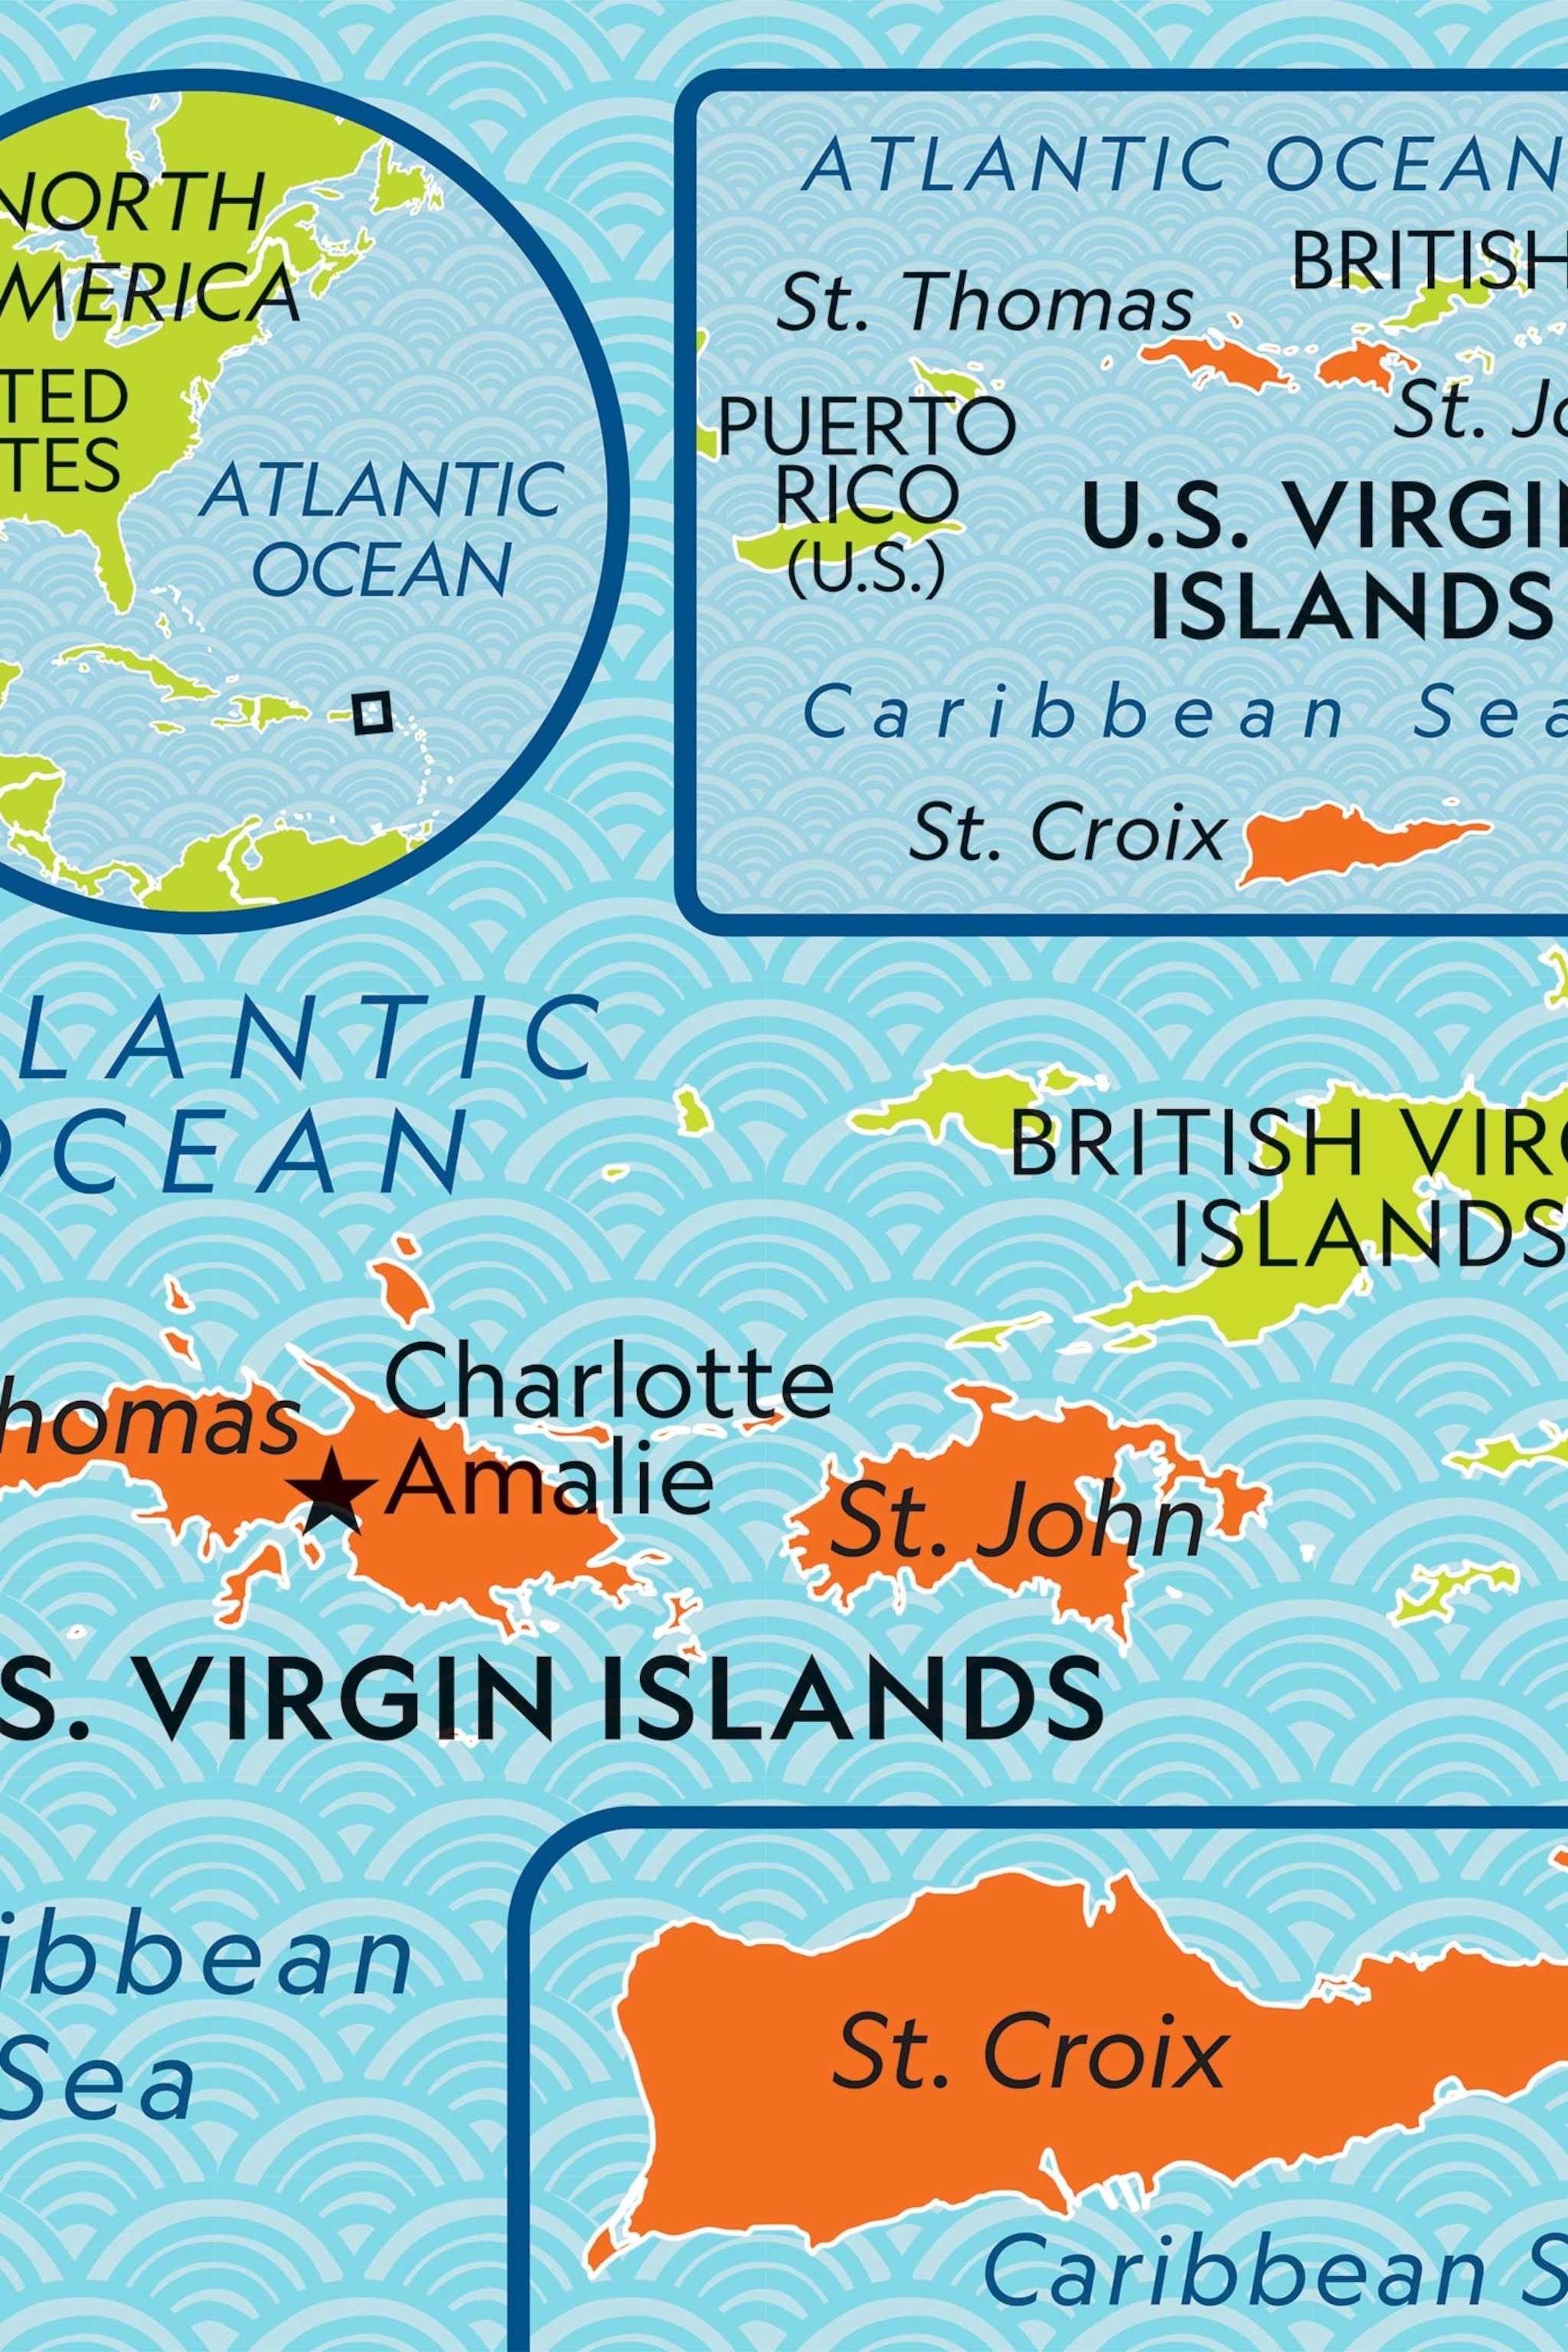 NORTH
MERICA
TED
TES
ATLANTIC
OCEAN
ATLANTIC OCEAN
BRITISH
St. Thomas
St. Jo
PUERTO
RICO
(U.S.)
U.S. VIRGIN
ISLANDS
Caribbean Sea
St. Croix
LANTIC
OCEAN
BRITISH VIRG
ISLANDS
homas
Charlotte
Amalie
St. John
S. VIRGIN ISLANDS
ibbean
Sea
St. Croix
Caribbean S